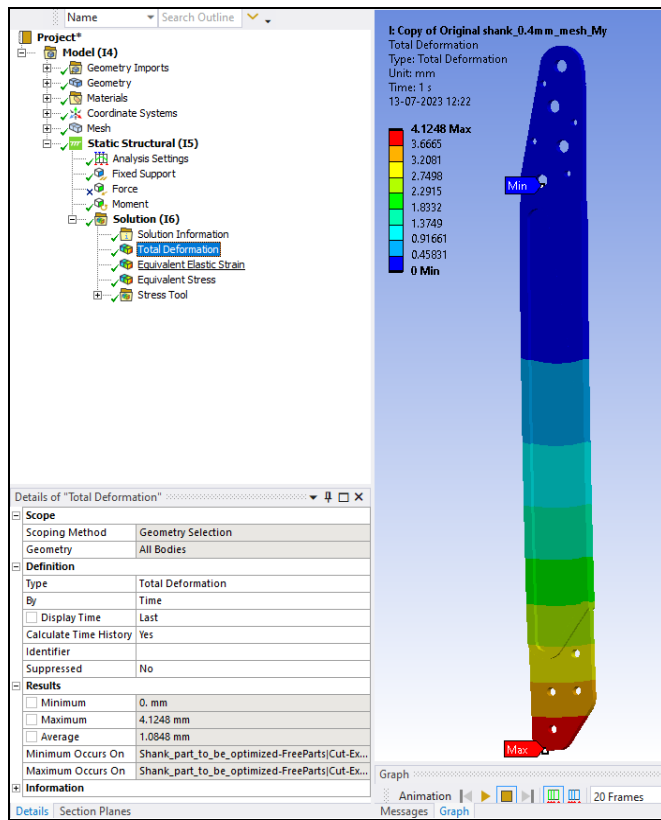 Name
Search Outline
Project*
Model (I4)
Geometry Imports
Geometry
Materials
Coordinate Systems
Mesh
Static Structural (I5)
Analysis Settings
Fixed Support
Force
Moment
Solution (I6)
Solution Information
Total Deformation
Equivalent Elastic Strain
Equivalent Stress
Stress Tool
Details of "Total Deformation"
Scope
Scoping Method Geometry Selection
Geometry All Bodies
Definition
Type Total Deformation
By Time
Display Time Last
Calculate Time History Yes
Identifier
Suppressed No
Results
Minimum 0. mm
Maximum 4.1248 mm
Average 1.0848 mm
Minimum Occurs On Shank_part_to_be_optimized-FreeParts|Cut-Ex...
Maximum Occurs On Shank_part_to_be_optimized-FreeParts|Cut-Ex...
Information
Details Section Planes
I: Copy of Original shank_0.4mm_mesh_My
Total Deformation
Type: Total Deformation
Unit: mm
Time: 1 s
13-07-2023 12:22
4.1248 Max
3.6665
3.2081
2.7498
2.2915
1.8332
1.3749
0.91661
0.45831
0 Min
Min
Max
Graph
Animation 20 Frames
Messages Graph